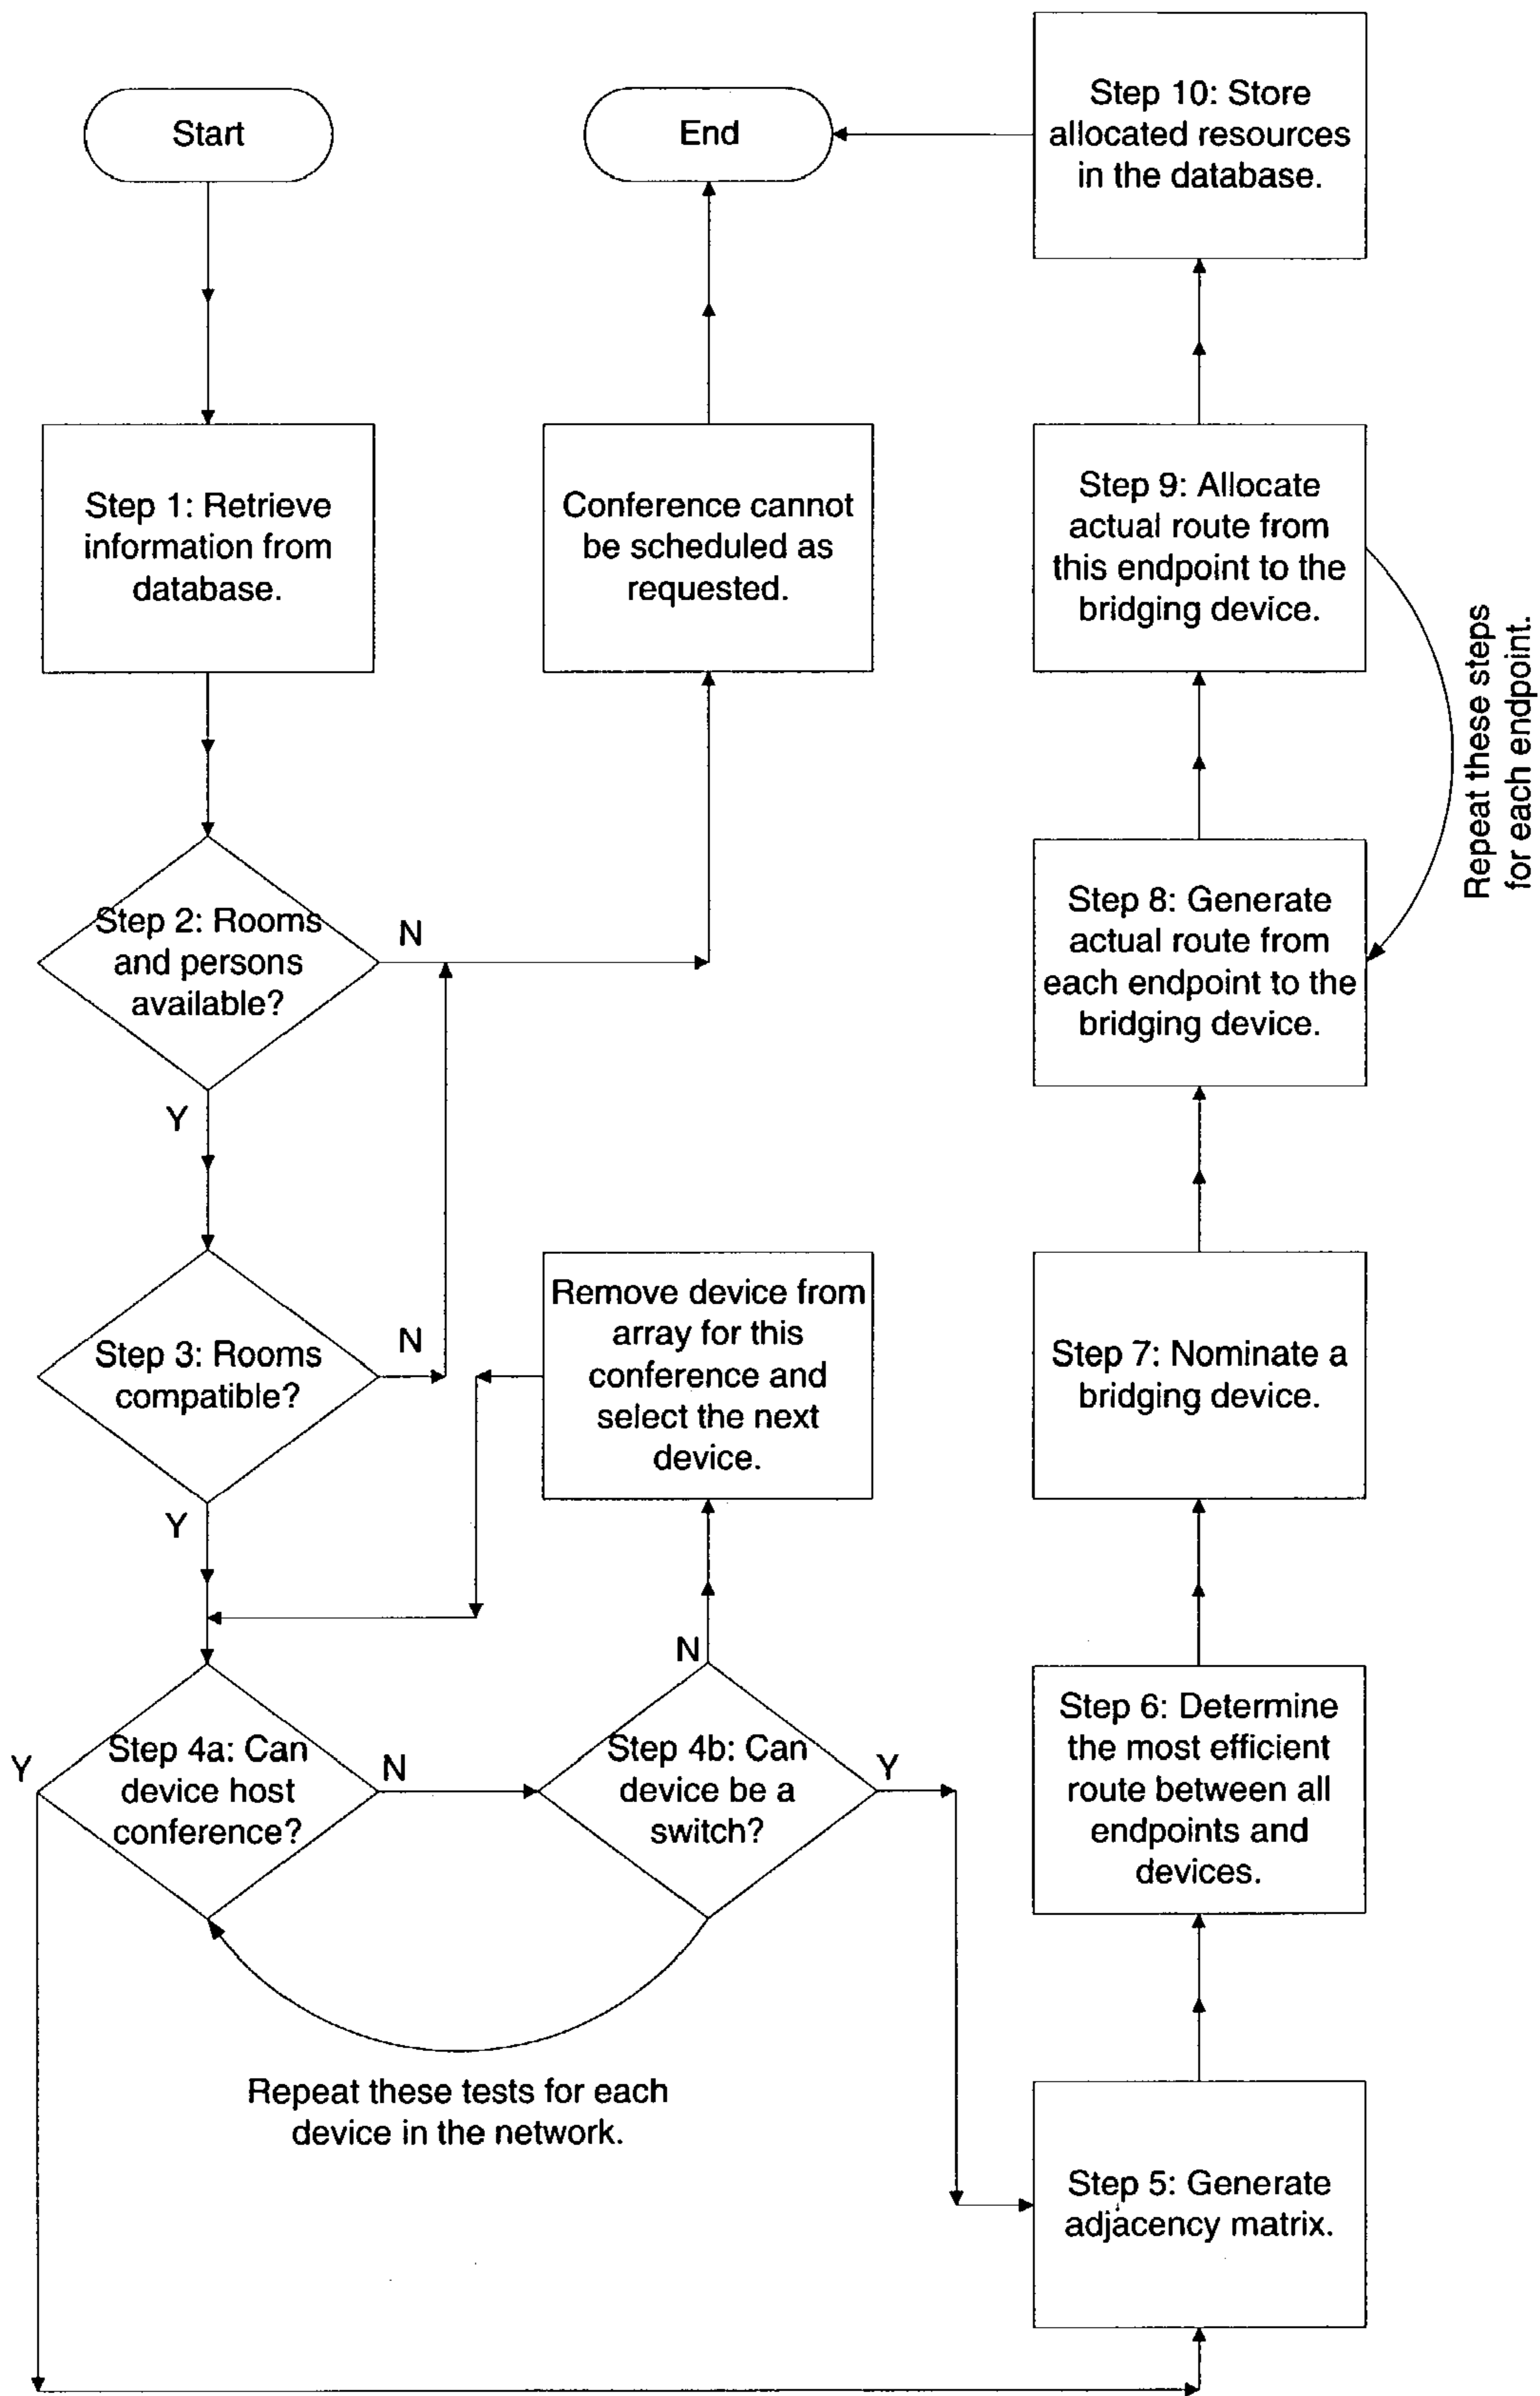 Start
End
Step 10: Store
allocated resources
in the database.
Step 1: Retrieve
information from
database.
Conference cannot
be scheduled as
requested.
Step 9: Allocate
actual route from
this endpoint to the
bridging device.
Repeat these steps
for each endpoint.
Step 2: Rooms
and persons
available?
N
Y
Step 8: Generate
actual route from
each endpoint to the
bridging device.
Step 3: Rooms
compatible?
N
Y
Remove device from
array for this
conference and
select the next
device.
Step 7: Nominate a
bridging device.
Step 4a: Can
device host
conference?
Y
N
Step 4b: Can
device be a
switch?
N
Y
Step 6: Determine
the most efficient
route between all
endpoints and
devices.
Repeat these tests for each
device in the network.
Step 5: Generate
adjacency matrix.